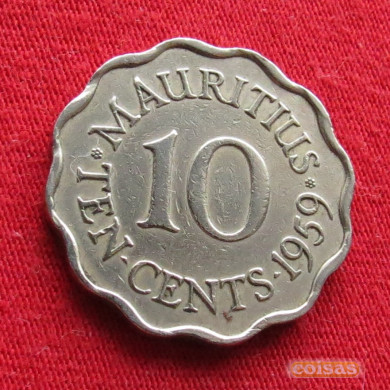 * MAURITIUS *
10
TEN · CENTS · 1959
coisas